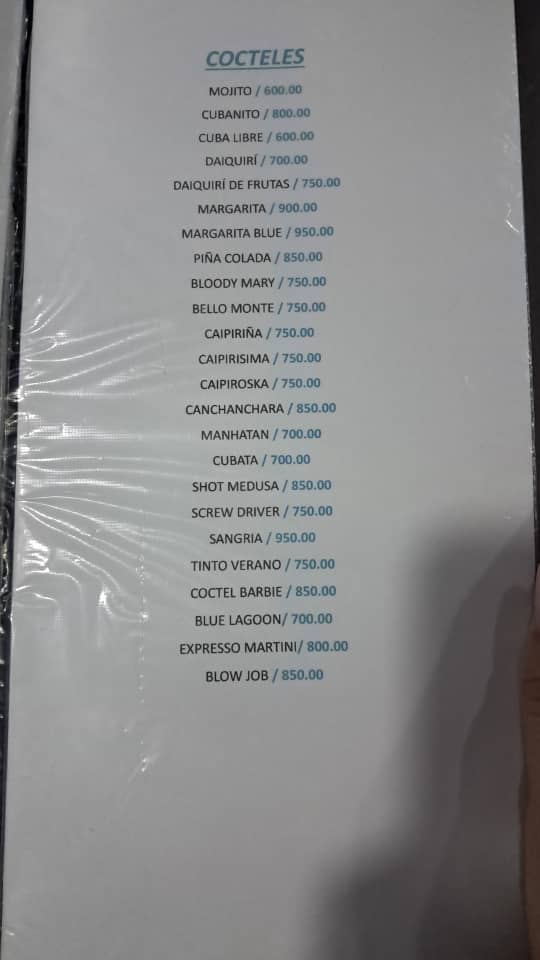 COCTELES
MOJITO / 600.00
CUBANITO / 800.00
CUBA LIBRE / 600.00
DAIQUIRÍ / 700.00
DAIQUIRÍ DE FRUTAS / 750.00
MARGARITA / 900.00
MARGARITA BLUE / 950.00
PIÑA COLADA / 850.00
BLOODY MARY / 750.00
BELLO MONTE / 750.00
CAIPIRIÑA / 750.00
CAIPIRISIMA / 750.00
CAIPIROSKA / 750.00
CANCHANCHARA / 850.00
MANHATAN / 700.00
CUBATA / 700.00
SHOT MEDUSA / 850.00
SCREW DRIVER / 750.00
SANGRIA / 950.00
TINTO VERANO / 750.00
COCTEL BARBIE / 850.00
BLUE LAGOON/ 700.00
EXPRESSO MARTINI/ 800.00
BLOW JOB / 850.00